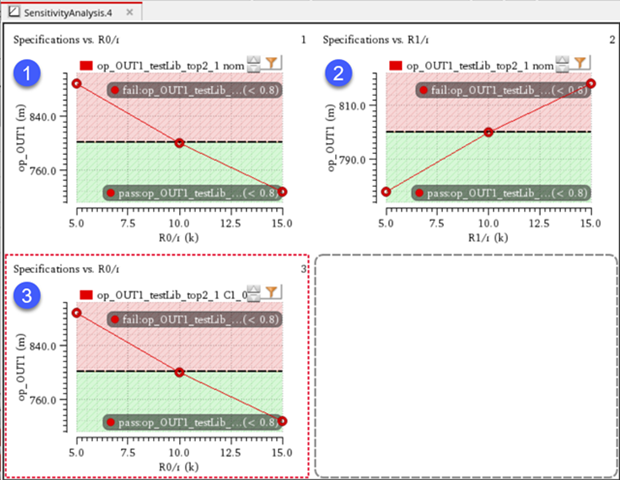 SensitivityAnalysis.4
Specifications vs. R0/r 1
1
op_OUT1_testLib_top2_1 nom
fail:op_OUT1_testLib_...(< 0.8)
pass:op_OUT1_testLib_...(< 0.8)
op_OUT1 (m)
840.0
760.0
5.0 7.5 10.0 12.5 15.0
R0/r (k)
Specifications vs. R1/r 2
2
op_OUT1_testLib_top2_1 nom
fail:op_OUT1_testLib_...(< 0.8)
pass:op_OUT1_testLib_...(< 0.8)
op_OUT1 (m)
810.0
790.0
5.0 7.5 10.0 12.5 15.0
R1/r (k)
Specifications vs. R0/r 3
3
op_OUT1_testLib_top2_1 C1_0
fail:op_OUT1_testLib_...(< 0.8)
pass:op_OUT1_testLib_...(< 0.8)
op_OUT1 (m)
840.0
760.0
5.0 7.5 10.0 12.5 15.0
R0/r (k)